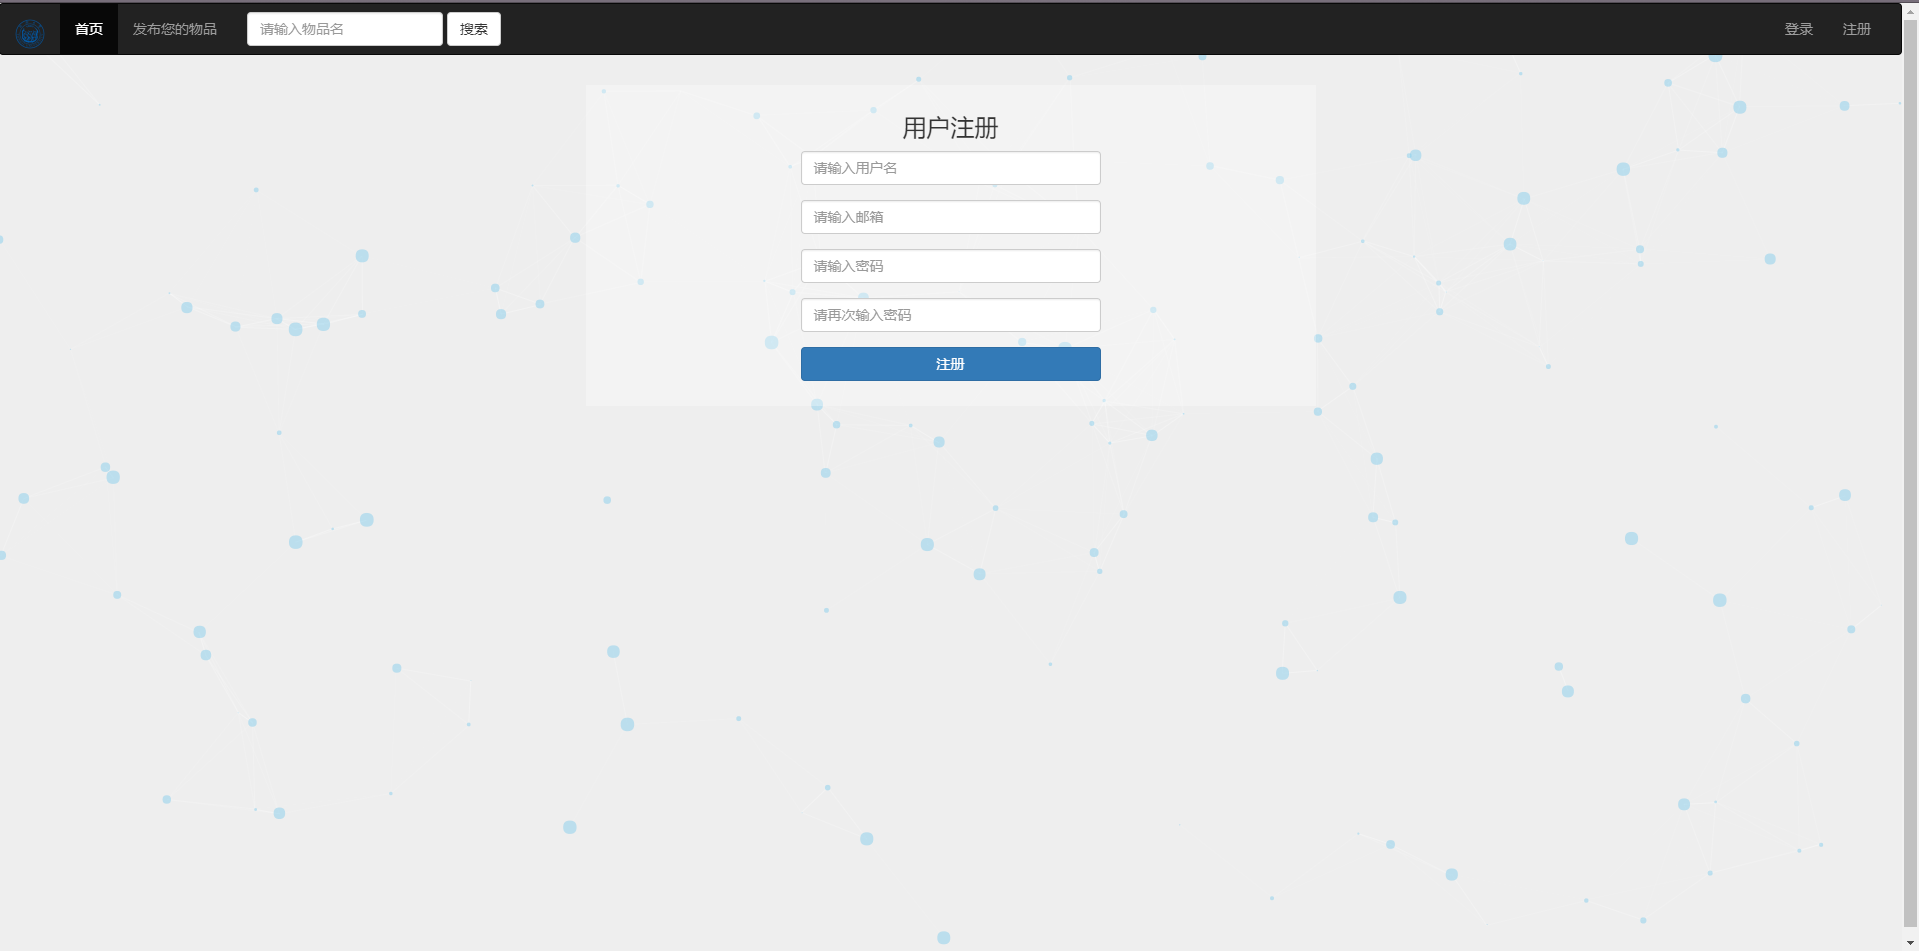 首页
发布您的物品
请输入物品名
搜索
登录
注册
用户注册
请输入用户名
请输入邮箱
请输入密码
请再次输入密码
注册